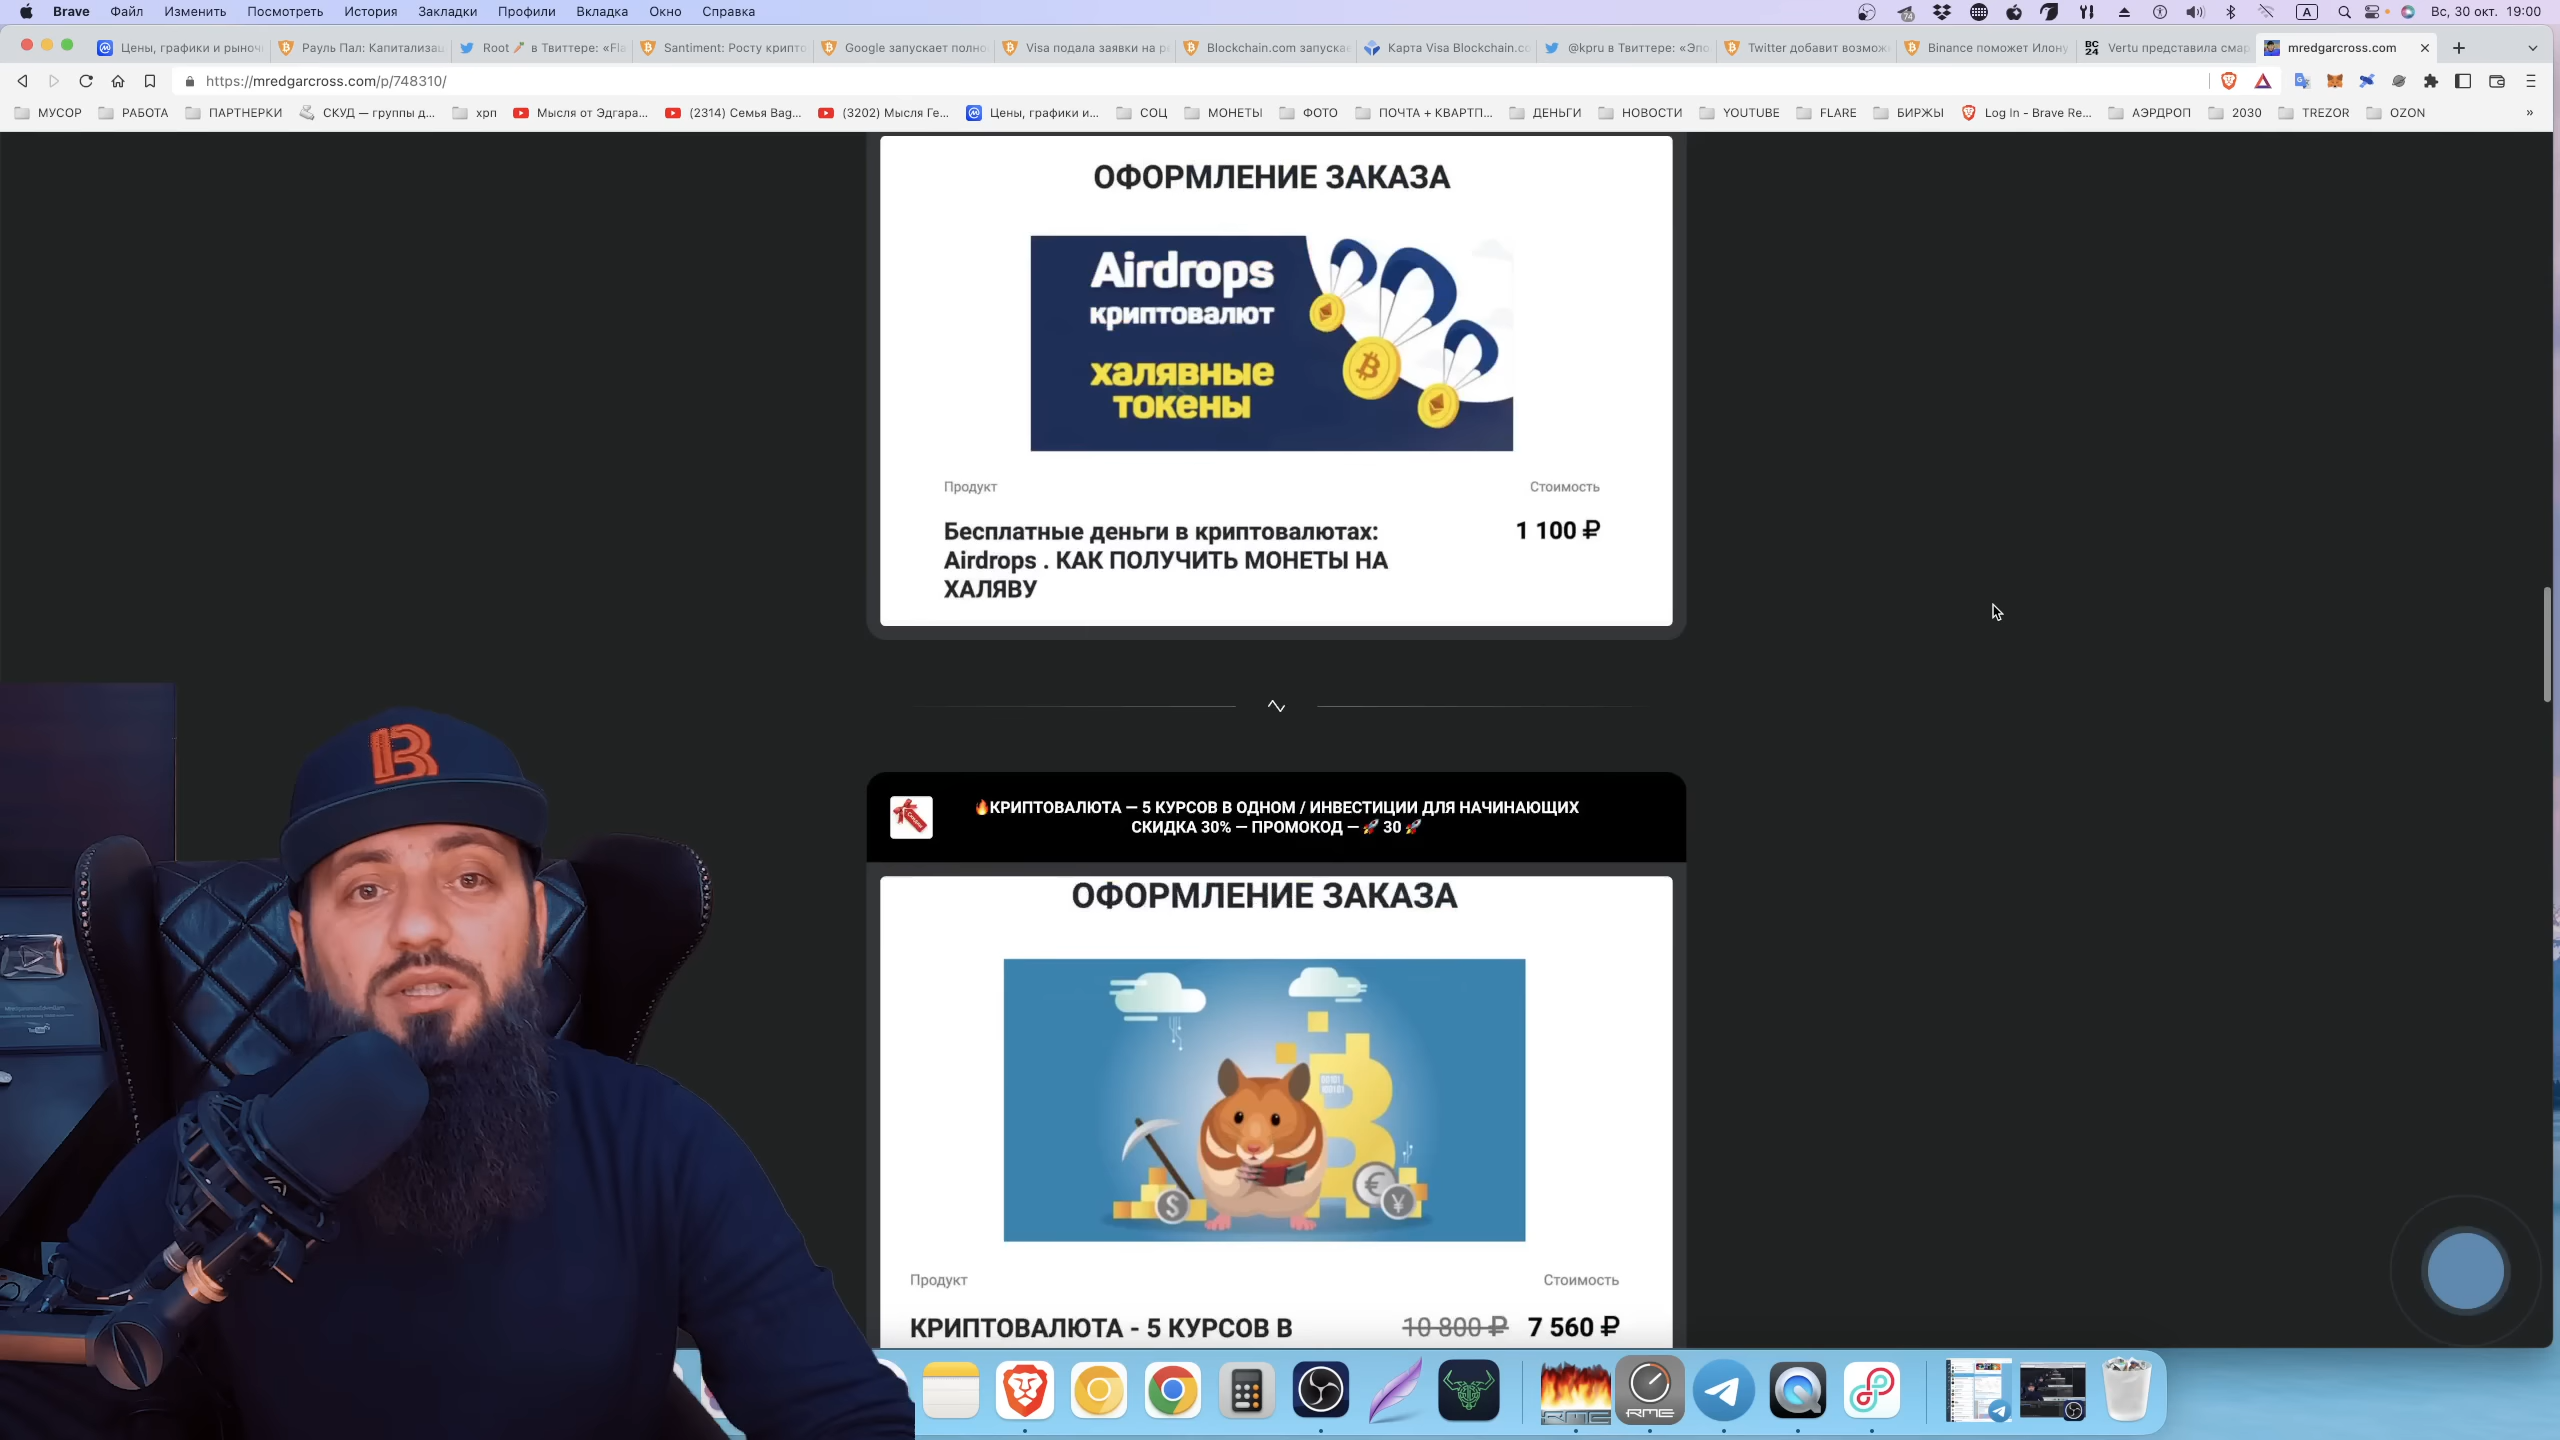 Brave Файл Изменить Посмотреть История Закладки Профили Вкладка Окно Справка
74 A Вс, 30 окт. 19:00
Цены, графики и рыноч
Рауль Пал: Капитализац
Root в Твиттере: «Fla
Santiment: Росту крипто
Google запускает полно
Visa подала заявки на р
Blockchain.com запуска
Карта Visa Blockchain.co
@kpru в Твиттере: «Эпо
Twitter добавит возмож
Binance поможет Илону
BC 24 Vertu представила смар
mredgarcross.com
https://mredgarcross.com/p/748310/
МУСОР РАБОТА ПАРТНЕРКИ СКУД — группы д... хрп Мысля от Эдгара... (2314) Семья Bag... (3202) Мысля Ге... Цены, графики и... СОЦ МОНЕТЫ ФОТО ПОЧТА + КВАРТП... ДЕНЬГИ НОВОСТИ YOUTUBE FLARE БИРЖЫ Log In - Brave Re... АЭРДРОП 2030 TREZOR OZON »
ОФОРМЛЕНИЕ ЗАКАЗА
Airdrops
криптовалют
халявные
токены
Продукт Стоимость
Бесплатные деньги в криптовалютах: 1 100 ₽
Airdrops . КАК ПОЛУЧИТЬ МОНЕТЫ НА
ХАЛЯВУ
🔥КРИПТОВАЛЮТА — 5 КУРСОВ В ОДНОМ / ИНВЕСТИЦИИ ДЛЯ НАЧИНАЮЩИХ
СКИДКА 30% — ПРОМОКОД — 🚀 30 🚀
ОФОРМЛЕНИЕ ЗАКАЗА
Продукт Стоимость
КРИПТОВАЛЮТА - 5 КУРСОВ В 10 800 ₽ 7 560 ₽
B
RME
RME